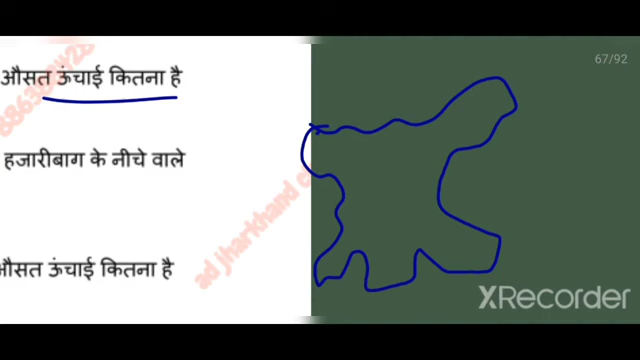 67/92
औसत ऊंचाई कितना है
हजारीबाग के नीचे वाले
औसत ऊंचाई कितना है
XRecorder